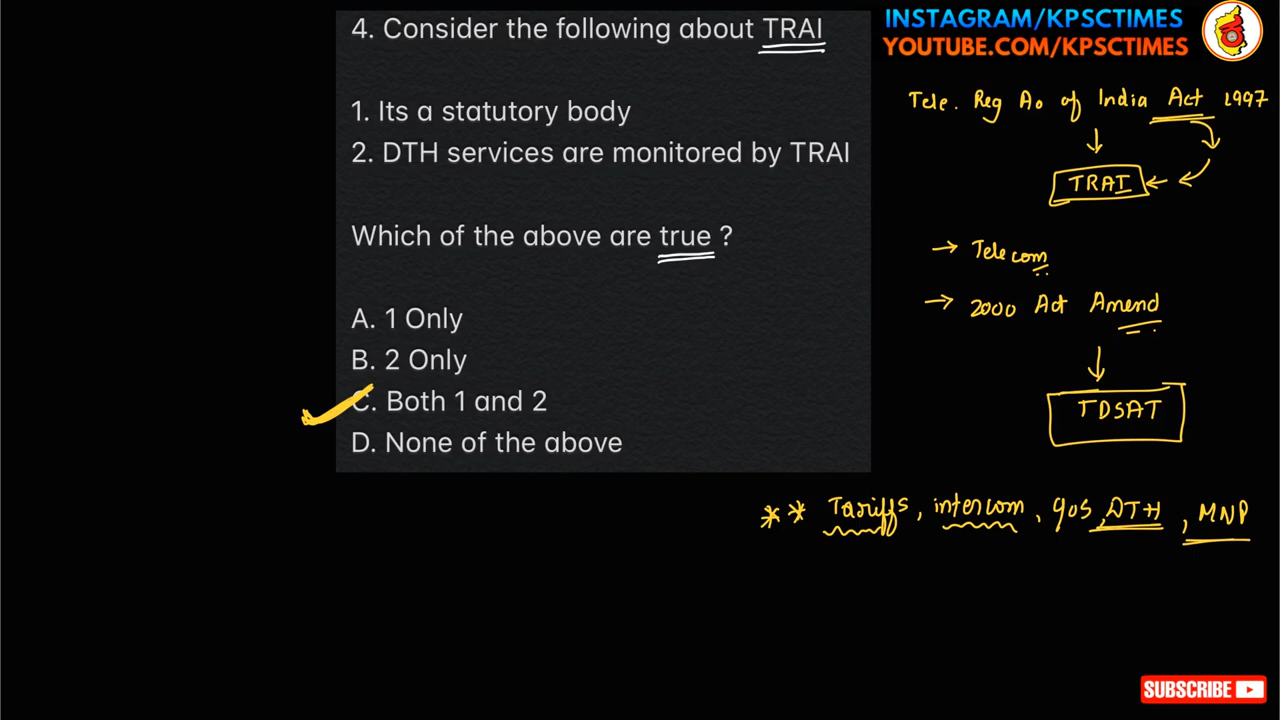 4. Consider the following about TRAI
1. Its a statutory body
2. DTH services are monitored by TRAI
Which of the above are true ?
A. 1 Only
B. 2 Only
C. Both 1 and 2
D. None of the above
INSTAGRAM/KPSCTIMES
YOUTUBE.COM/KPSCTIMES
Tele. Reg Ao of India Act 1997
TRAI
→ Telecom
→ 2000 Act Amend
TDSAT
** Tariffs, intercom, qos, DTH, MNP
SUBSCRIBE